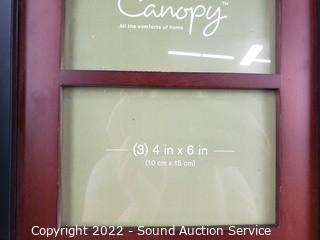 Canopy™
All the comforts of home
(3) 4 in x 6 in
(10 cm x 15 cm)
Copyright 2022 - Sound Auction Service